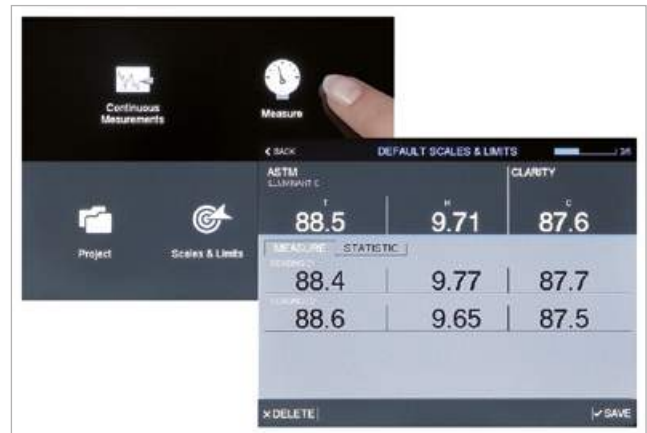 Continuous
Mesurements
Measure
Project
Scales & Limits
< BACK DEFAULT SCALES & LIMITS
ASTM CLARITY
ILLUMINANT C
T H C
88.5 9.71 87.6
MEASURE STATISTIC
88.4 9.77 87.7
88.6 9.65 87.5
× DELETE ✓ SAVE